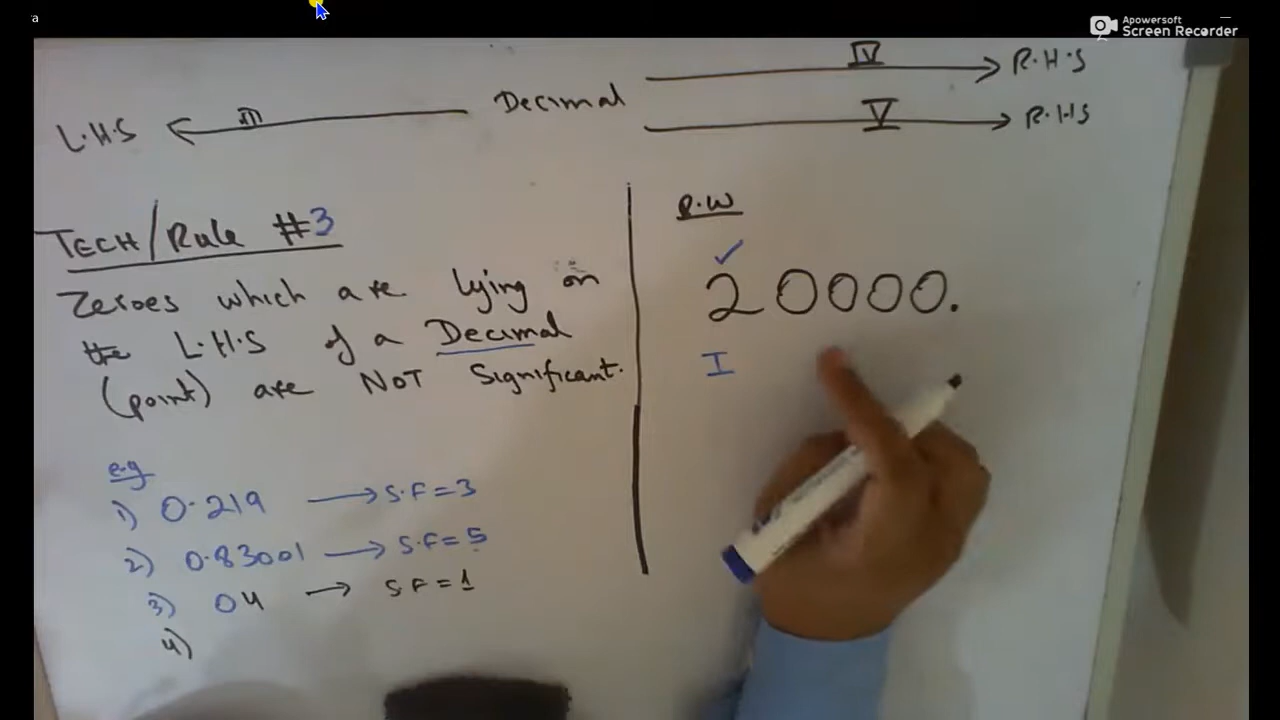 ra
Apowersoft
Screen Recorder
L.H.S III Decimal IV R.H.S
V R.H.S
TECH/Rule #3
Zeroes which are lying on
the L.H.S of a Decimal
(point) are NOT Significant.
e.g
1) 0.219 → S.F=3
2) 0.83001 → S.F=5
3) 04 → S.F=1
4)
R.W
✓
20000.
I